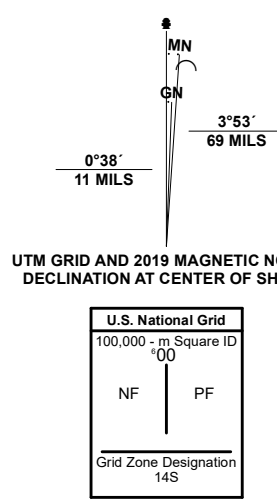 MN
GN
3°53´
69 MILS
0°38´
11 MILS
UTM GRID AND 2019 MAGNETIC NO
DECLINATION AT CENTER OF SH
U.S. National Grid
100,000 - m Square ID
⁶00
NF PF
Grid Zone Designation
14S